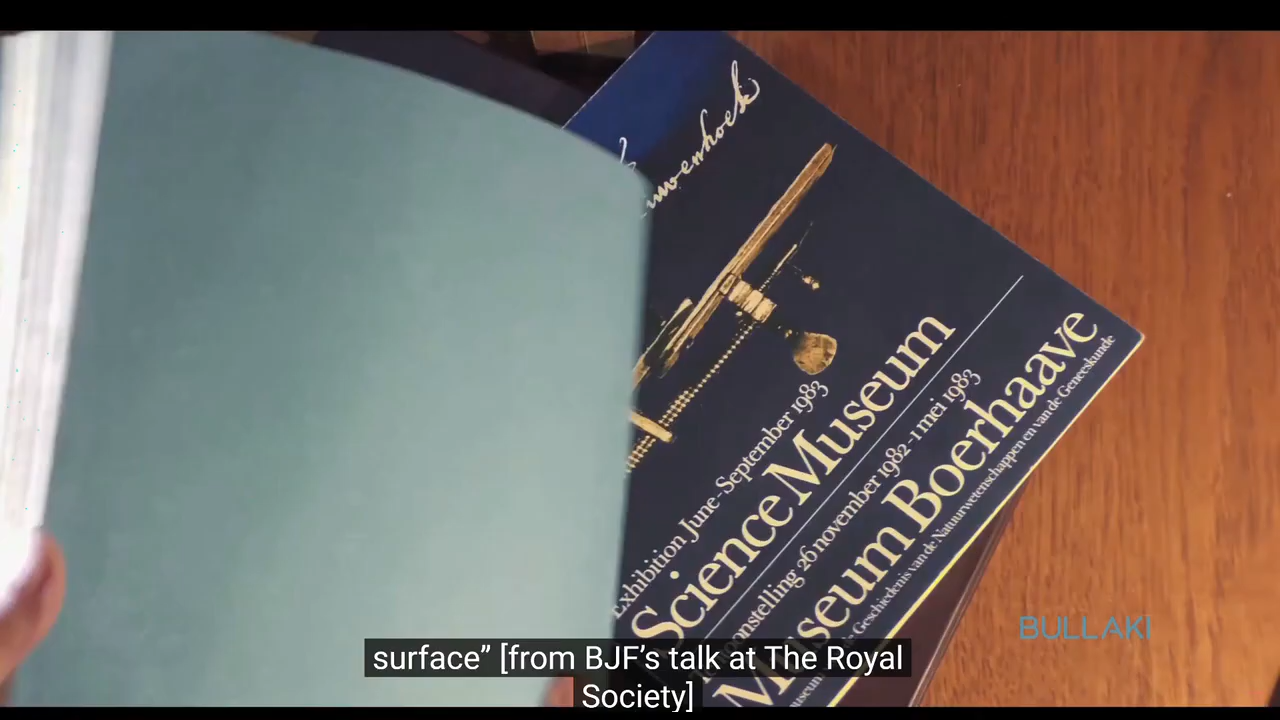 Exhibition June-September 1983
Science Museum
26 november 1982-1 mei 1983
Museum Boerhaave
Geschiedenis van de Natuurwetenschappen en van de Geneeskunde
BULLAKI
surface” [from BJF’s talk at The Royal
Society]